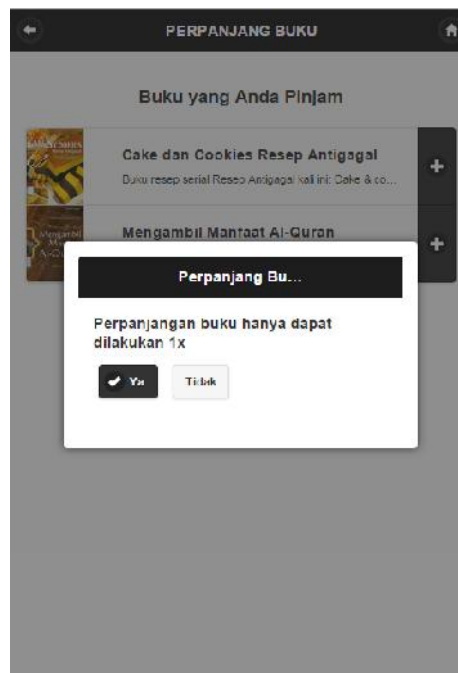 PERPANJANG BUKU
Buku yang Anda Pinjam
Cake dan Cookies Resep Antigagal
Buku resep serial Resep Antigagal kali ini: Cake & co...
Mengambil Manfaat Al-Quran
Perpanjang Bu...
Perpanjangan buku hanya dapat
dilakukan 1x
Ya
Tidak